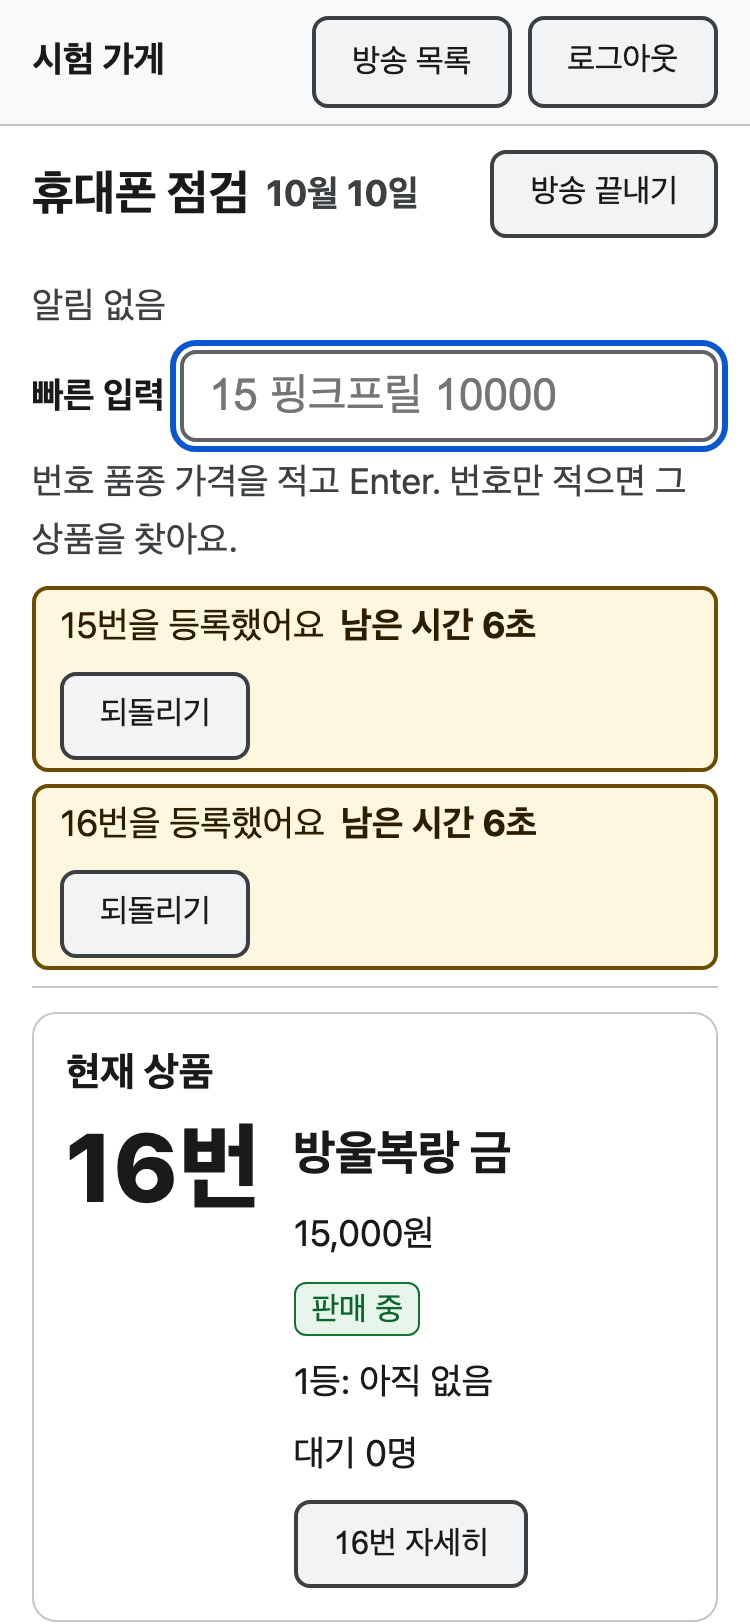 시험 가게
방송 목록
로그아웃
휴대폰 점검 10월 10일
방송 끝내기
알림 없음
빠른 입력
15 핑크프릴 10000
번호 품종 가격을 적고 Enter. 번호만 적으면 그
상품을 찾아요.
15번을 등록했어요 남은 시간 6초
되돌리기
16번을 등록했어요 남은 시간 6초
되돌리기
현재 상품
16번
방울복랑 금
15,000원
판매 중
1등: 아직 없음
대기 0명
16번 자세히